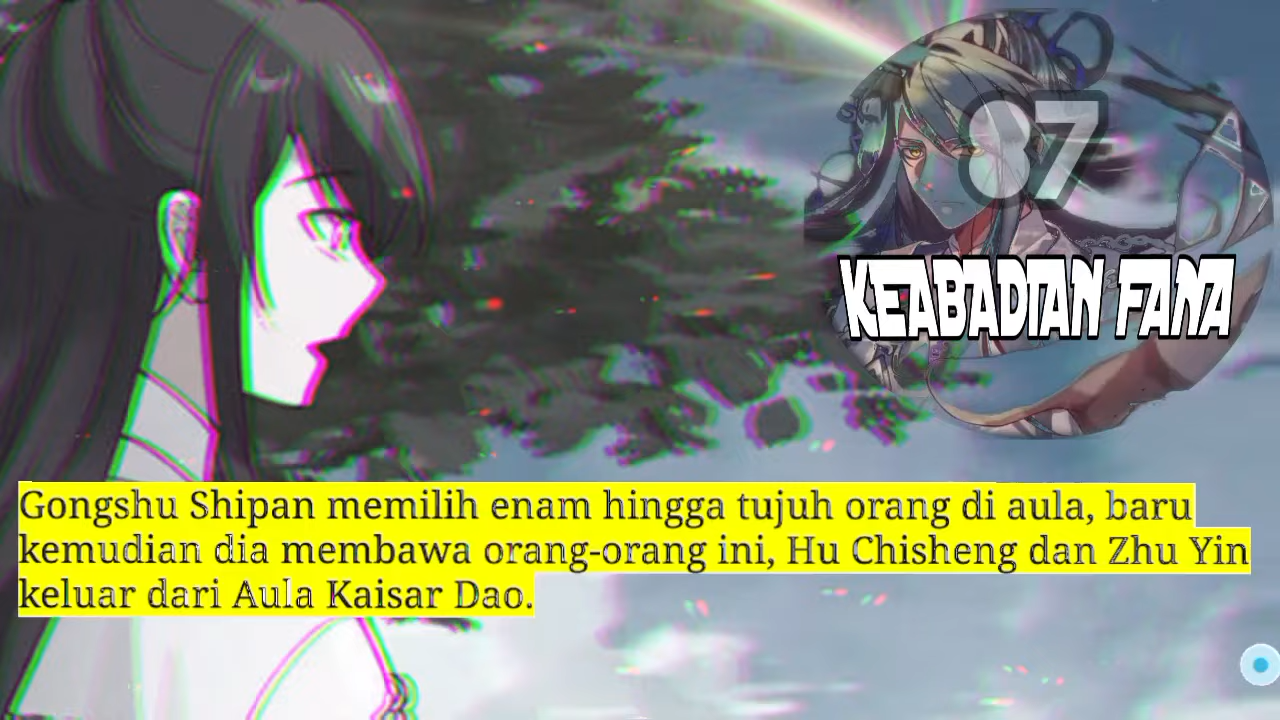 87
KEABADIAN FANA
Gongshu Shipan memilih enam hingga tujuh orang di aula, baru
kemudian dia membawa orang-orang ini, Hu Chisheng dan Zhu Yin
keluar dari Aula Kaisar Dao.